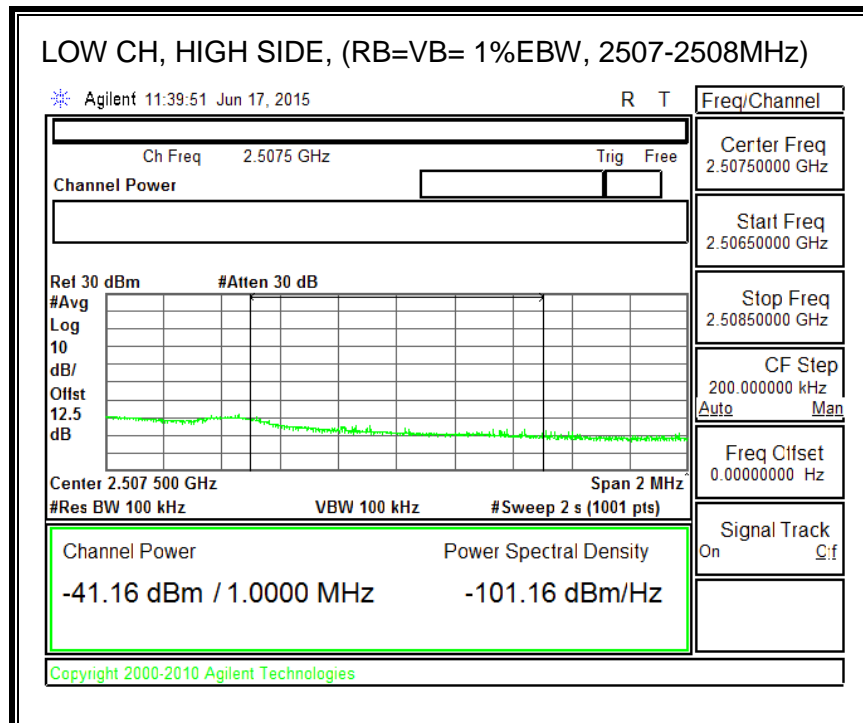 LOW CH, HIGH SIDE, (RB=VB= 1%EBW, 2507-2508MHz)
Agilent 11:39:51 Jun 17, 2015 R T
Freq/Channel
Ch Freq 2.5075 GHz Trig Free
Channel Power
Center Freq
2.50750000 GHz
Start Freq
2.50650000 GHz
Stop Freq
2.50850000 GHz
CF Step
200.000000 kHz
Auto Man
Freq Offset
0.00000000 Hz
Signal Track
On Off
Ref 30 dBm #Atten 30 dB
#Avg
Log
10
dB/
Offst
12.5
dB
Center 2.507 500 GHz Span 2 MHz
#Res BW 100 kHz VBW 100 kHz #Sweep 2 s (1001 pts)
Channel Power Power Spectral Density
-41.16 dBm / 1.0000 MHz -101.16 dBm/Hz
Copyright 2000-2010 Agilent Technologies